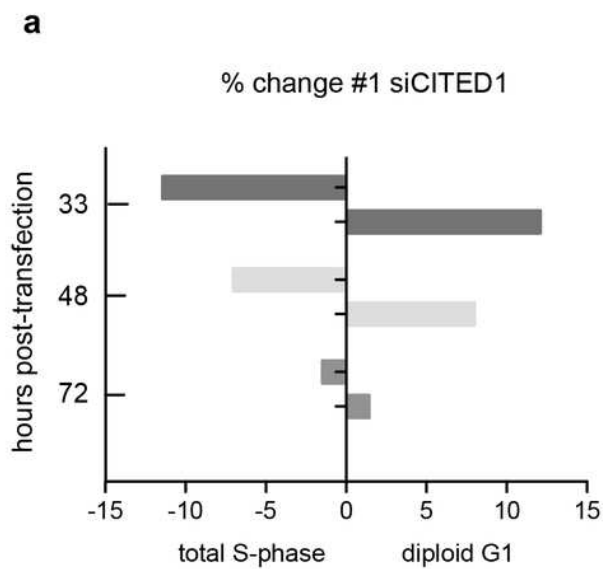 a
% change #1 siCITED1
hours post-transfection
33
48
72
-15 -10 -5 0 5 10 15
total S-phase diploid G1